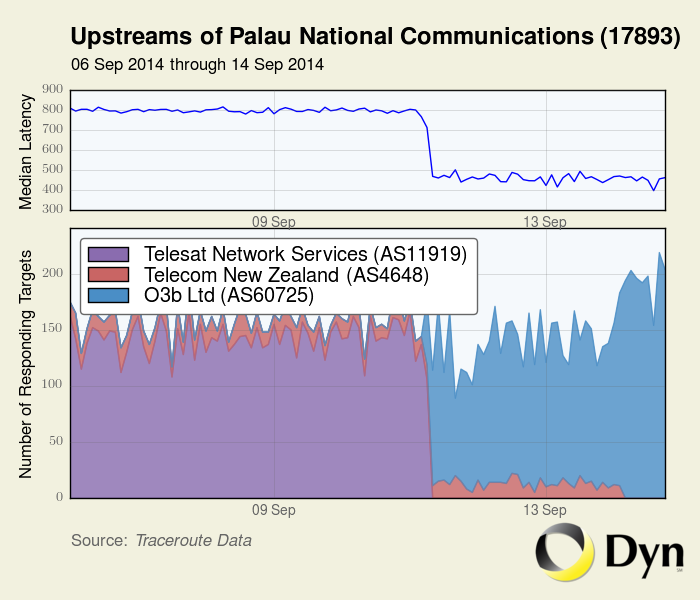 Upstreams of Palau National Communications (17893)
06 Sep 2014 through 14 Sep 2014
Median Latency
900
800
700
600
500
400
300
09 Sep
13 Sep
Number of Responding Targets
Telesat Network Services (AS11919)
Telecom New Zealand (AS4648)
O3b Ltd (AS60725)
200
150
100
50
0
09 Sep
13 Sep
Source: Traceroute Data
Dyn